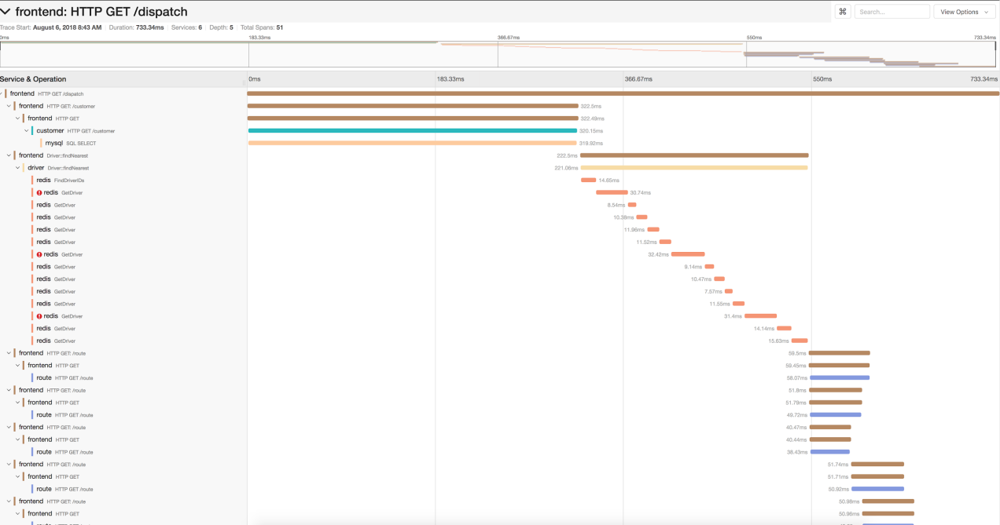 frontend: HTTP GET /dispatch
⌘ Search... View Options
Trace Start: August 6, 2018 8:43 AM Duration: 733.34ms Services: 6 Depth: 5 Total Spans: 51
0ms 183.33ms 366.67ms 550ms 733.34ms
Service & Operation 0ms 183.33ms 366.67ms 550ms 733.34ms
frontend HTTP GET /dispatch
frontend HTTP GET: /customer 322.5ms
frontend HTTP GET 322.49ms
customer HTTP GET /customer 320.15ms
mysql SQL SELECT 319.92ms
frontend Driver::findNearest 222.5ms
driver Driver::findNearest 221.06ms
redis FindDriverIDs 14.65ms
redis GetDriver 30.74ms
redis GetDriver 8.54ms
redis GetDriver 10.38ms
redis GetDriver 11.96ms
redis GetDriver 11.52ms
redis GetDriver 32.42ms
redis GetDriver 9.14ms
redis GetDriver 10.47ms
redis GetDriver 7.57ms
redis GetDriver 11.55ms
redis GetDriver 31.4ms
redis GetDriver 14.14ms
redis GetDriver 15.63ms
frontend HTTP GET: /route 59.5ms
frontend HTTP GET 59.45ms
route HTTP GET /route 58.07ms
frontend HTTP GET: /route 51.8ms
frontend HTTP GET 51.79ms
route HTTP GET /route 49.72ms
frontend HTTP GET: /route 40.47ms
frontend HTTP GET 40.44ms
route HTTP GET /route 38.43ms
frontend HTTP GET: /route 51.74ms
frontend HTTP GET 51.71ms
route HTTP GET /route 50.92ms
frontend HTTP GET: /route 50.98ms
frontend HTTP GET 50.96ms